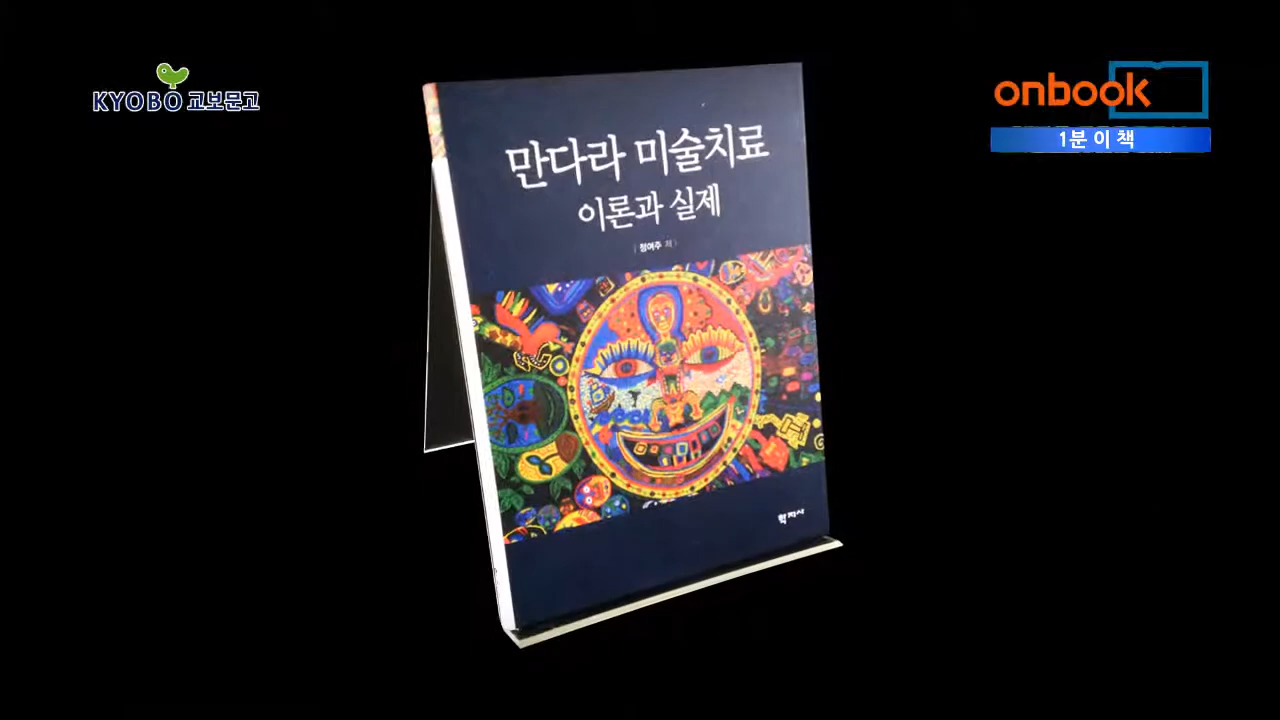 KYOBO 교보문고
onbook
1분 이 책
만다라 미술치료
이론과 실제
( 정여주 저 )
학지사